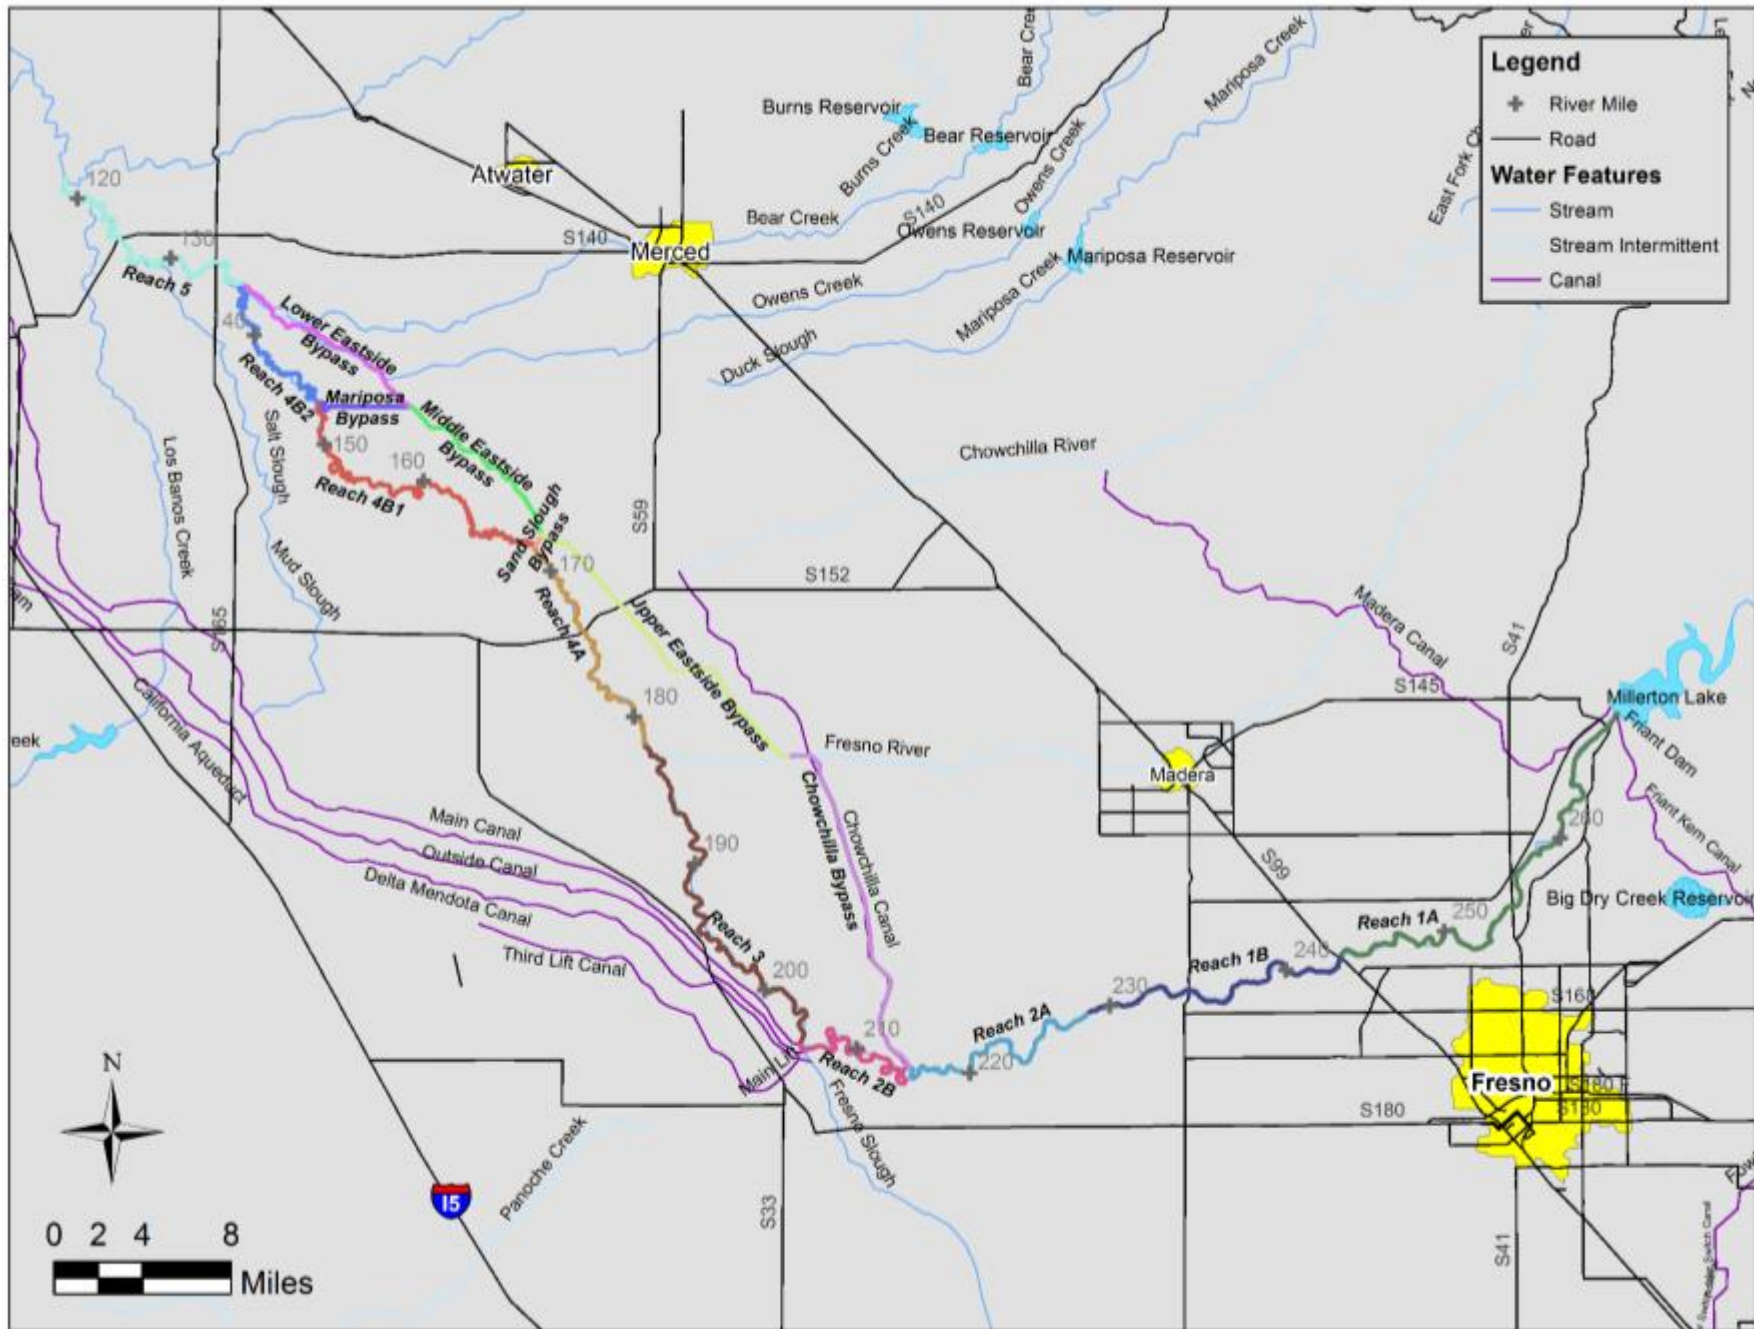 Legend
River Mile
Road
Water Features
Stream
Stream Intermittent
Canal
Bear Creek
Mariposa Creek
Burns Reservoir
Bear Reservoir
Burns Creek
Owens Creek
East Fork
Atwater
Bear Creek
S140
Owens Reservoir
S140
Merced
Mariposa Reservoir
Mariposa Creek
Owens Creek
Duck Slough
120
130
Reach 5
140
Lower Eastside
Bypass
Reach 4B2
Mariposa
Bypass
Middle Eastside
Bypass
150
160
Reach 4B1
Salt Slough
Los Banos Creek
Mud Slough
Chowchilla River
S59
Sand Slough
Bypass
170
S152
Reach 4A
Upper Eastside Bypass
Madera Canal
S41
S165
180
S145
Millerton Lake
Friant Dam
California Aqueduct
eek
Fresno River
Madera
Chowchilla Bypass
Chowchilla Canal
Main Canal
Outside Canal
Delta Mendota Canal
Third Lift Canal
190
Reach 3
200
S99
260
Friant Kern Canal
Big Dry Creek Reservoir
Reach 1A
250
Reach 1B
240
230
Reach 2A
220
210
Reach 2B
Main Lift
Fresno Slough
S168
Fresno
S180
S180
S180
Panoche Creek
S33
S41
N
15
0 2 4 8
Miles